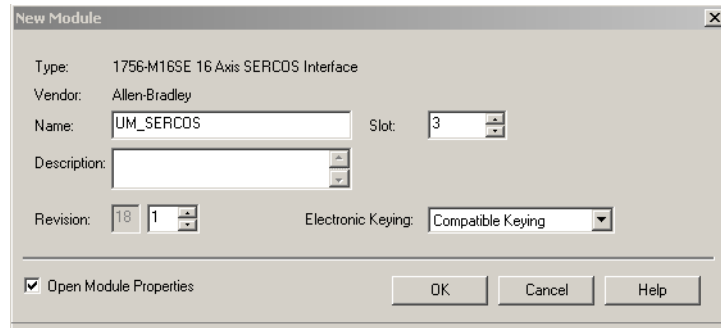 New Module
Type: 1756-M16SE 16 Axis SERCOS Interface
Vendor: Allen-Bradley
Name: UM_SERCOS Slot: 3
Description:
Revision: 18 1 Electronic Keying: Compatible Keying
Open Module Properties OK Cancel Help